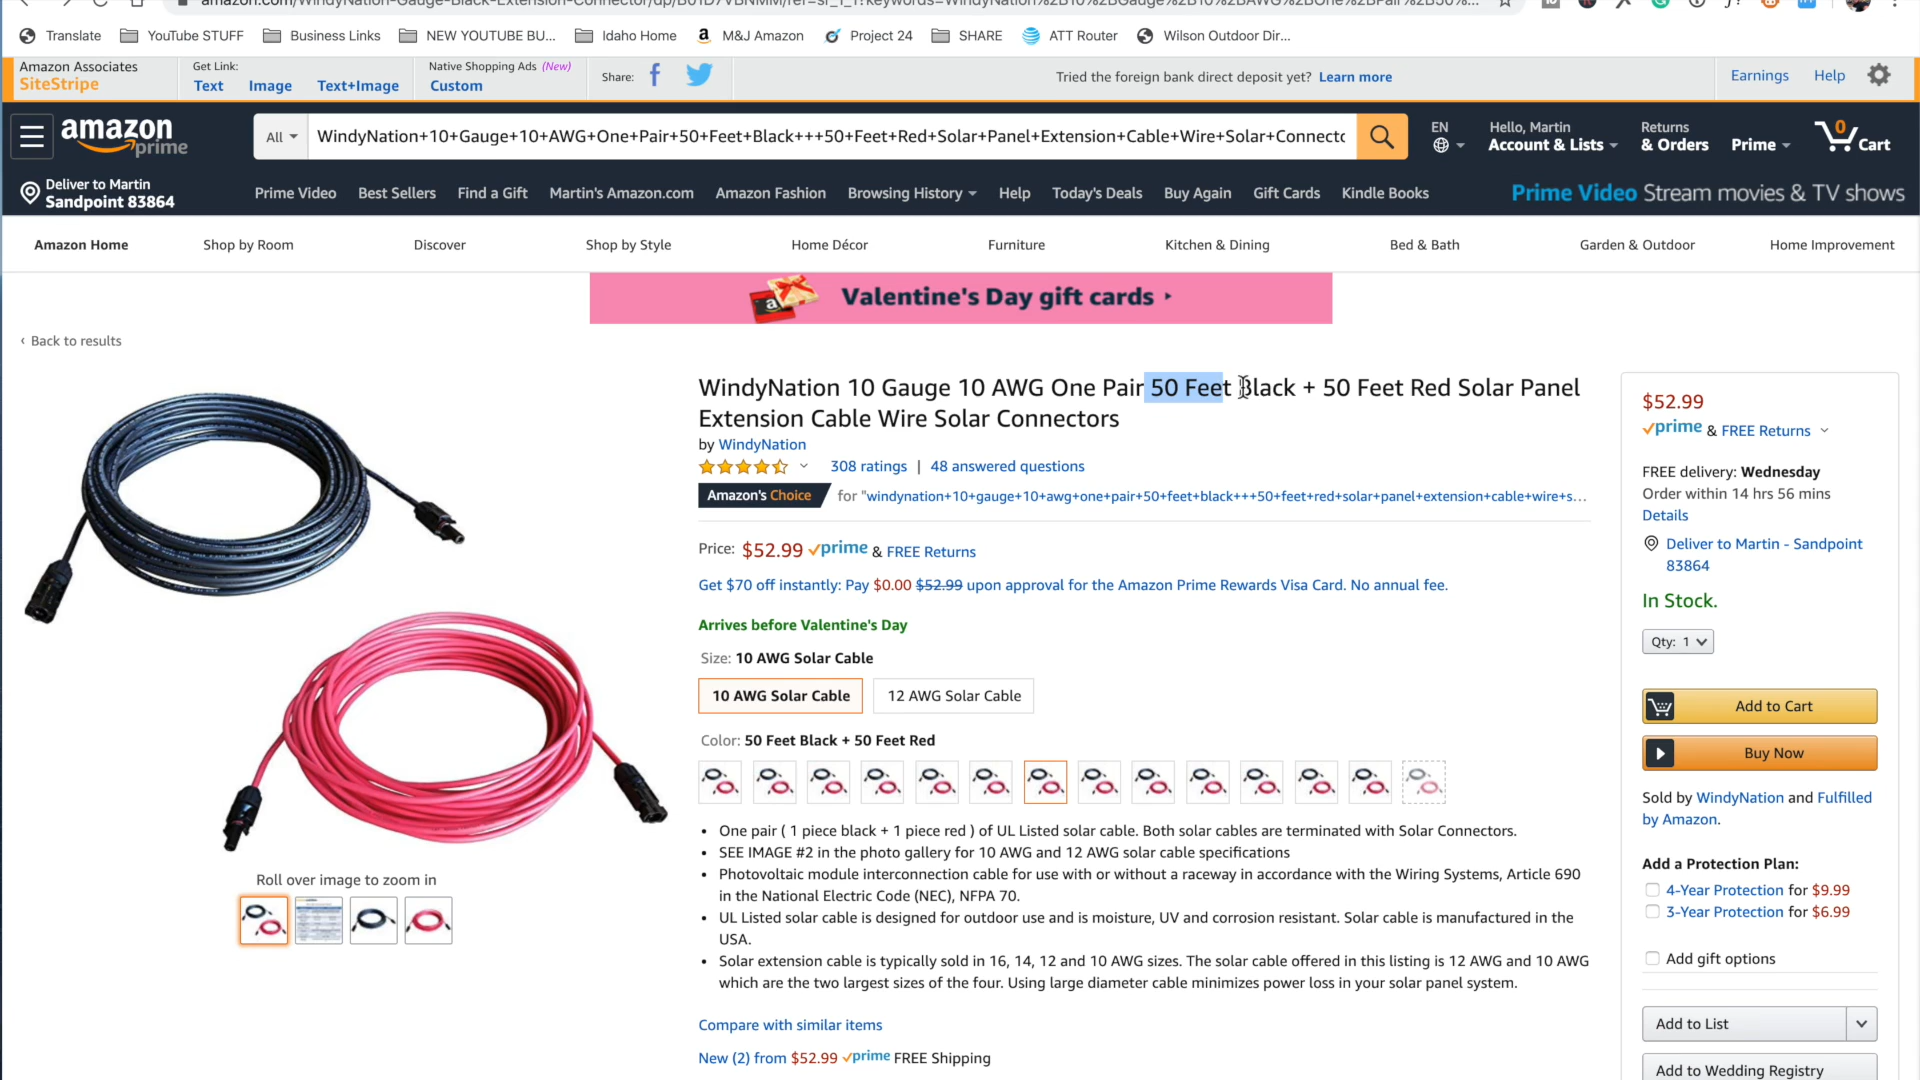 Translate YouTube STUFF Business Links NEW YOUTUBE BU... Idaho Home M&J Amazon Project 24 SHARE ATT Router Wilson Outdoor Dir...
Amazon Associates
SiteStripe
Get Link:
Text Image Text+Image
Native Shopping Ads (New)
Custom
Share:
Tried the foreign bank direct deposit yet? Learn more
Earnings Help
amazon prime
All WindyNation+10+Gauge+10+AWG+One+Pair+50+Feet+Black+++50+Feet+Red+Solar+Panel+Extension+Cable+Wire+Solar+Connectc
EN
Hello, Martin
Account & Lists
Returns
& Orders
Prime
0
Cart
Deliver to Martin
Sandpoint 83864
Prime Video Best Sellers Find a Gift Martin's Amazon.com Amazon Fashion Browsing History Help Today's Deals Buy Again Gift Cards Kindle Books
Prime Video Stream movies & TV shows
Amazon Home Shop by Room Discover Shop by Style Home Décor Furniture Kitchen & Dining Bed & Bath Garden & Outdoor Home Improvement
Valentine's Day gift cards
‹ Back to results
Roll over image to zoom in
WindyNation 10 Gauge 10 AWG One Pair 50 Feet Black + 50 Feet Red Solar Panel
Extension Cable Wire Solar Connectors
by WindyNation
308 ratings | 48 answered questions
Amazon's Choice for "windynation+10+gauge+10+awg+one+pair+50+feet+black+++50+feet+red+solar+panel+extension+cable+wire+s...
Price: $52.99 prime & FREE Returns
Get $70 off instantly: Pay $0.00 $52.99 upon approval for the Amazon Prime Rewards Visa Card. No annual fee.
Arrives before Valentine's Day
Size: 10 AWG Solar Cable
10 AWG Solar Cable 12 AWG Solar Cable
Color: 50 Feet Black + 50 Feet Red
• One pair ( 1 piece black + 1 piece red ) of UL Listed solar cable. Both solar cables are terminated with Solar Connectors.
• SEE IMAGE #2 in the photo gallery for 10 AWG and 12 AWG solar cable specifications
• Photovoltaic module interconnection cable for use with or without a raceway in accordance with the Wiring Systems, Article 690
in the National Electric Code (NEC), NFPA 70.
• UL Listed solar cable is designed for outdoor use and is moisture, UV and corrosion resistant. Solar cable is manufactured in the
USA.
• Solar extension cable is typically sold in 16, 14, 12 and 10 AWG sizes. The solar cable offered in this listing is 12 AWG and 10 AWG
which are the two largest sizes of the four. Using large diameter cable minimizes power loss in your solar panel system.
Compare with similar items
New (2) from $52.99 prime FREE Shipping
$52.99
prime & FREE Returns
FREE delivery: Wednesday
Order within 14 hrs 56 mins
Details
Deliver to Martin - Sandpoint
83864
In Stock.
Qty: 1
Add to Cart
Buy Now
Sold by WindyNation and Fulfilled
by Amazon.
Add a Protection Plan:
4-Year Protection for $9.99
3-Year Protection for $6.99
Add gift options
Add to List
Add to Wedding Registry